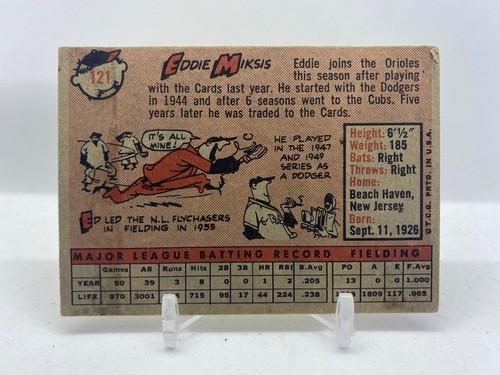 121
EDDIE MIKSIS
Eddie joins the Orioles
this season after playing
with the Cards last year. He started with the Dodgers
in 1944 and after 6 seasons went to the Cubs. Five
years later he was traded to the Cards.
IT'S ALL
MINE!
C
HE PLAYED
IN THE 1947
AND 1949
SERIES AS
A DODGER
ED LED THE N.L. FLYCHASERS
IN FIELDING IN 1955
Height: 6'½"
Weight: 185
Bats: Right
Throws: Right
Home:
Beach Haven,
New Jersey
Born:
Sept. 11, 1926
©T.C.G. PRTD. IN U.S.A.
MAJOR LEAGUE BATTING RECORD FIELDING
Games AB Runs Hits 2B 3B HR RBI B.Avg PO A E F.Avg
YEAR 50 39 3 8 0 0 1 2 .205 13 0 0 1.000
LIFE 970 3001 715 95 17 44 224 .238 1609 117 .965